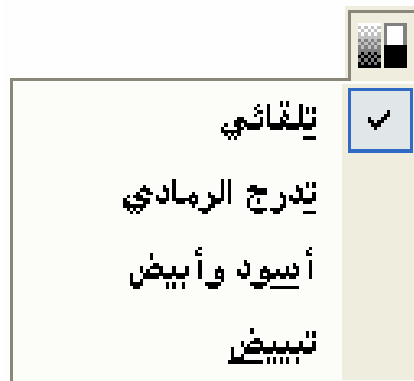 تلقائي
تدرج الرمادي
أسود وأبيض
تبييض